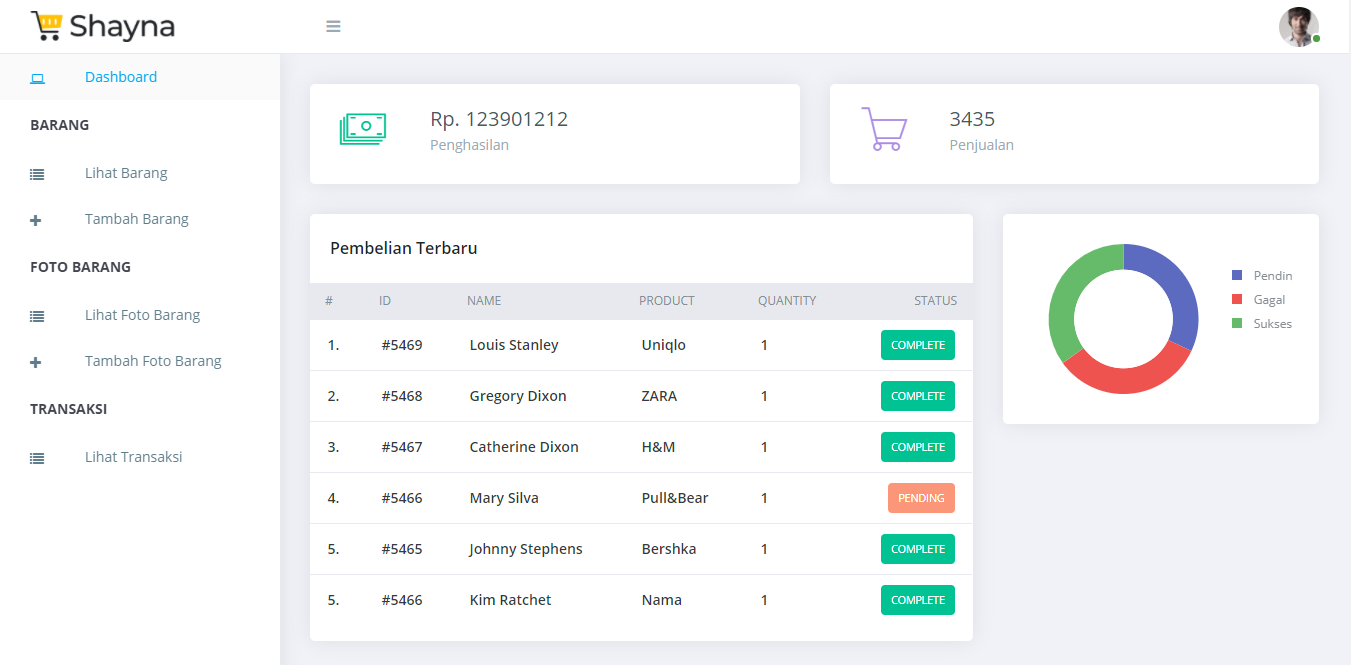 Shayna
Dashboard
BARANG
Lihat Barang
Tambah Barang
FOTO BARANG
Lihat Foto Barang
Tambah Foto Barang
TRANSAKSI
Lihat Transaksi
Rp. 123901212
Penghasilan
3435
Penjualan
Pembelian Terbaru
# ID NAME PRODUCT QUANTITY STATUS
1. #5469 Louis Stanley Uniqlo 1 COMPLETE
2. #5468 Gregory Dixon ZARA 1 COMPLETE
3. #5467 Catherine Dixon H&M 1 COMPLETE
4. #5466 Mary Silva Pull&Bear 1 PENDING
5. #5465 Johnny Stephens Bershka 1 COMPLETE
5. #5466 Kim Ratchet Nama 1 COMPLETE
Pendin
Gagal
Sukses